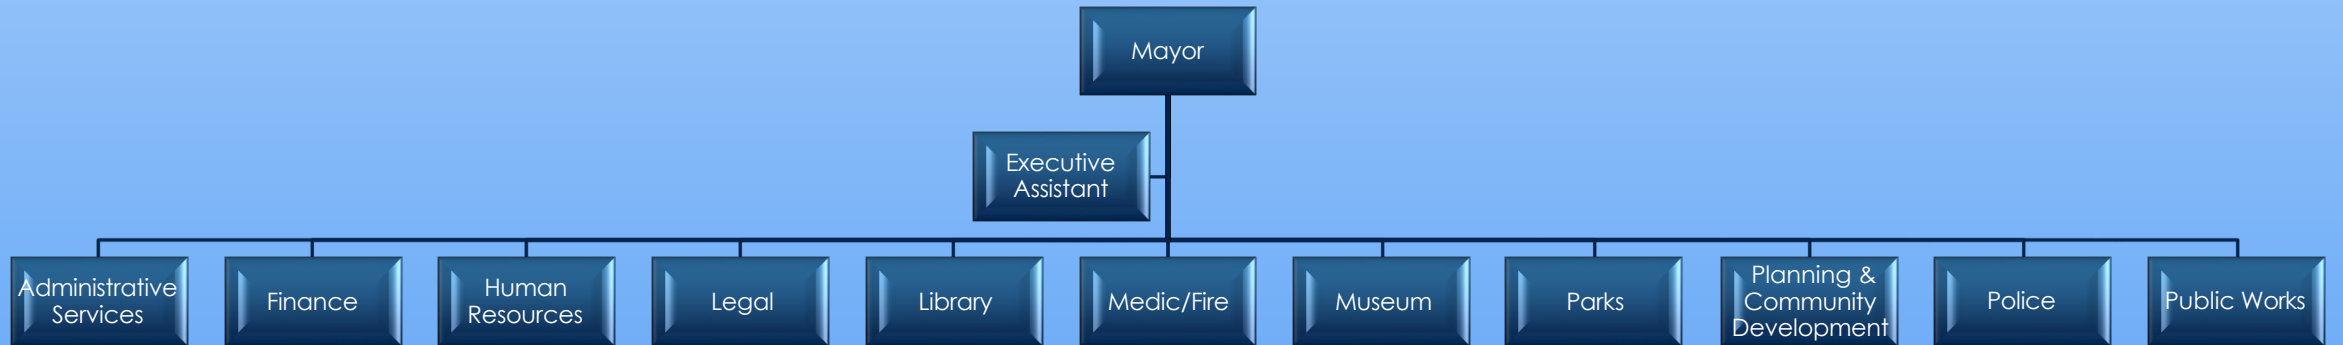 Mayor
Executive
Assistant
Administrative
Services
Finance
Human
Resources
Legal
Library
Medic/Fire
Museum
Parks
Planning &
Community
Development
Police
Public Works